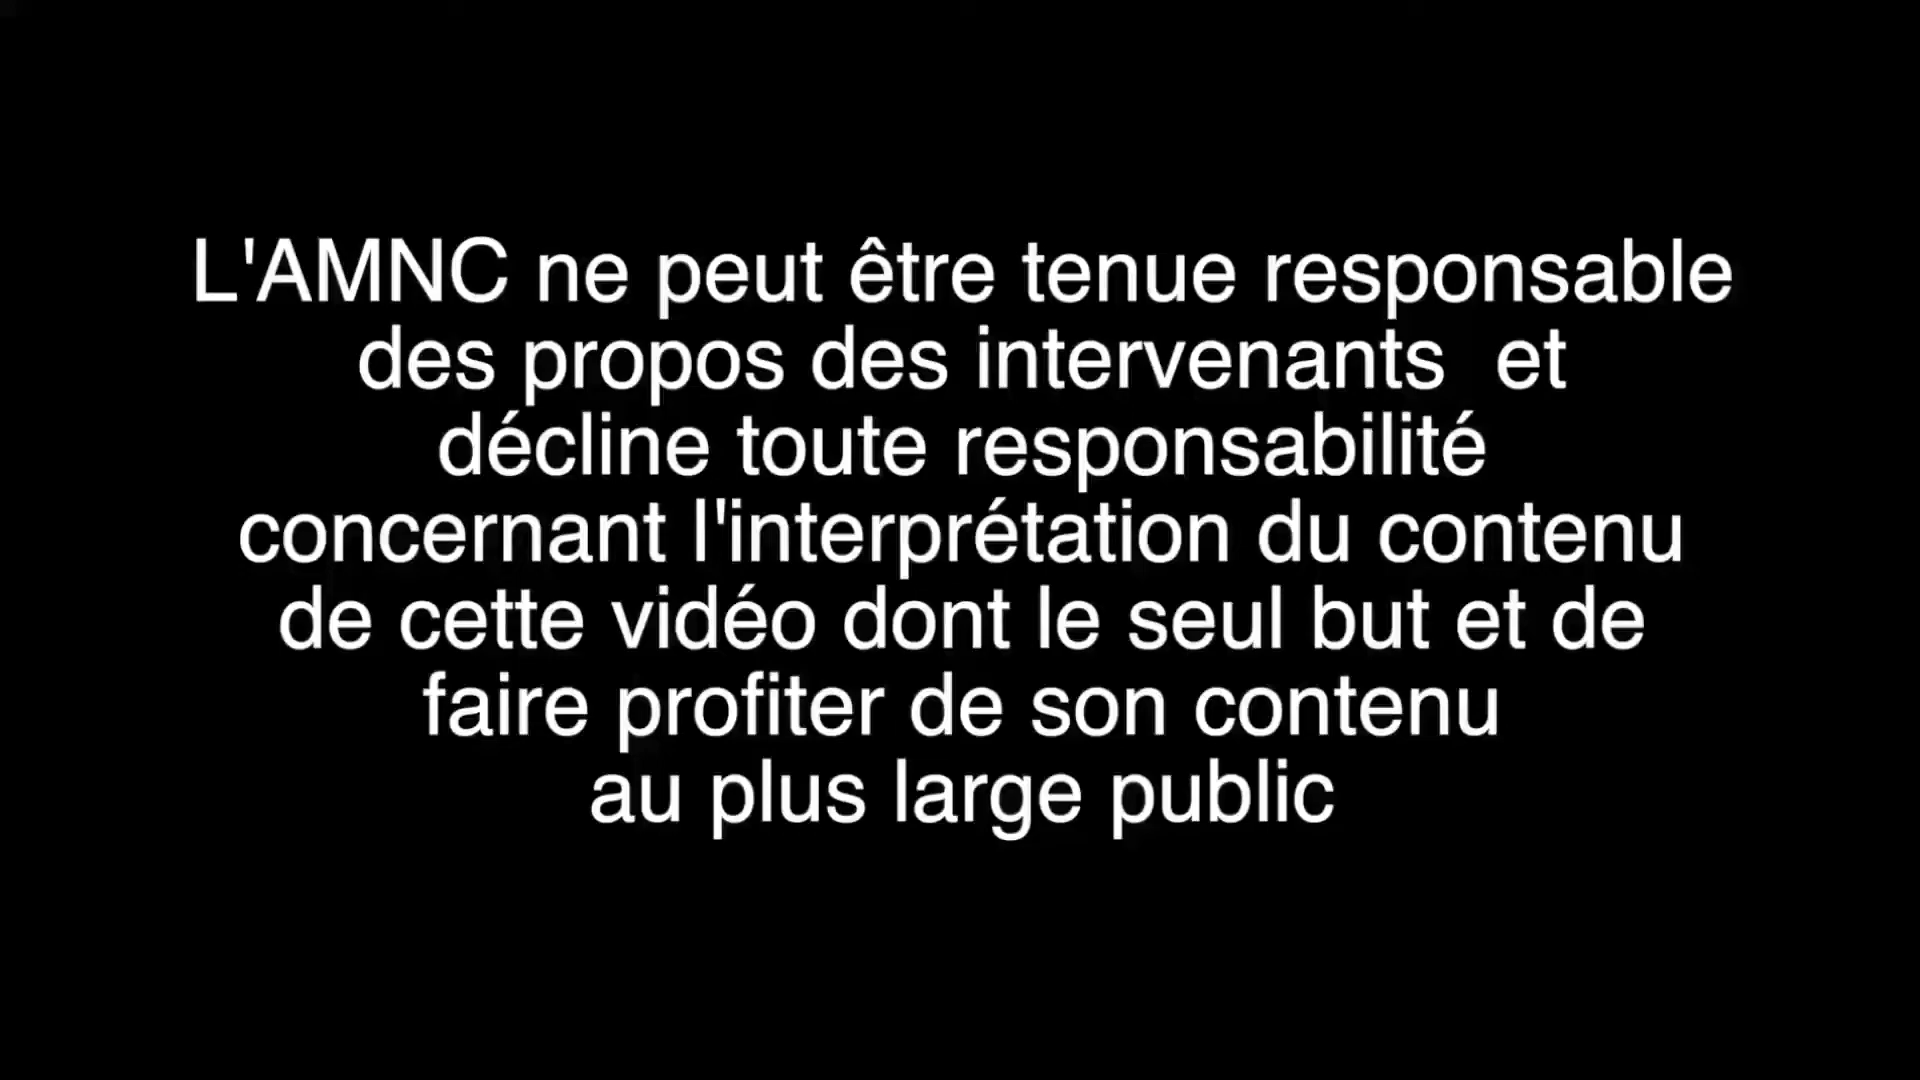 L'AMNC ne peut être tenue responsable
des propos des intervenants  et
décline toute responsabilité
concernant l'interprétation du contenu
de cette vidéo dont le seul but et de
faire profiter de son contenu
au plus large public